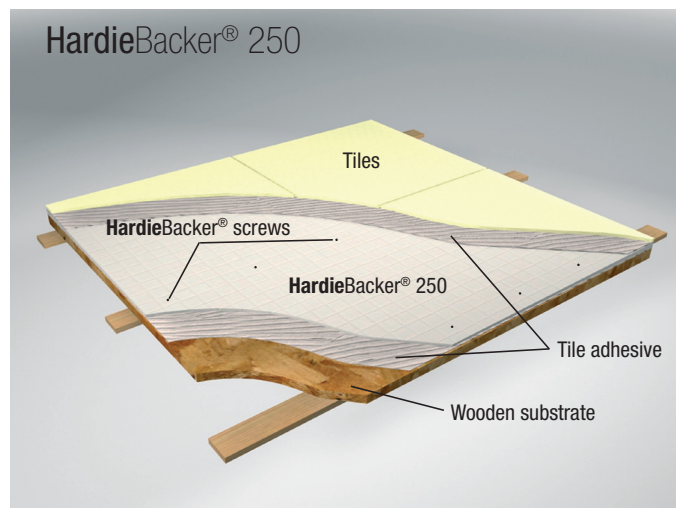 HardieBacker® 250
Tiles
HardieBacker® screws
HardieBacker® 250
Tile adhesive
Wooden substrate